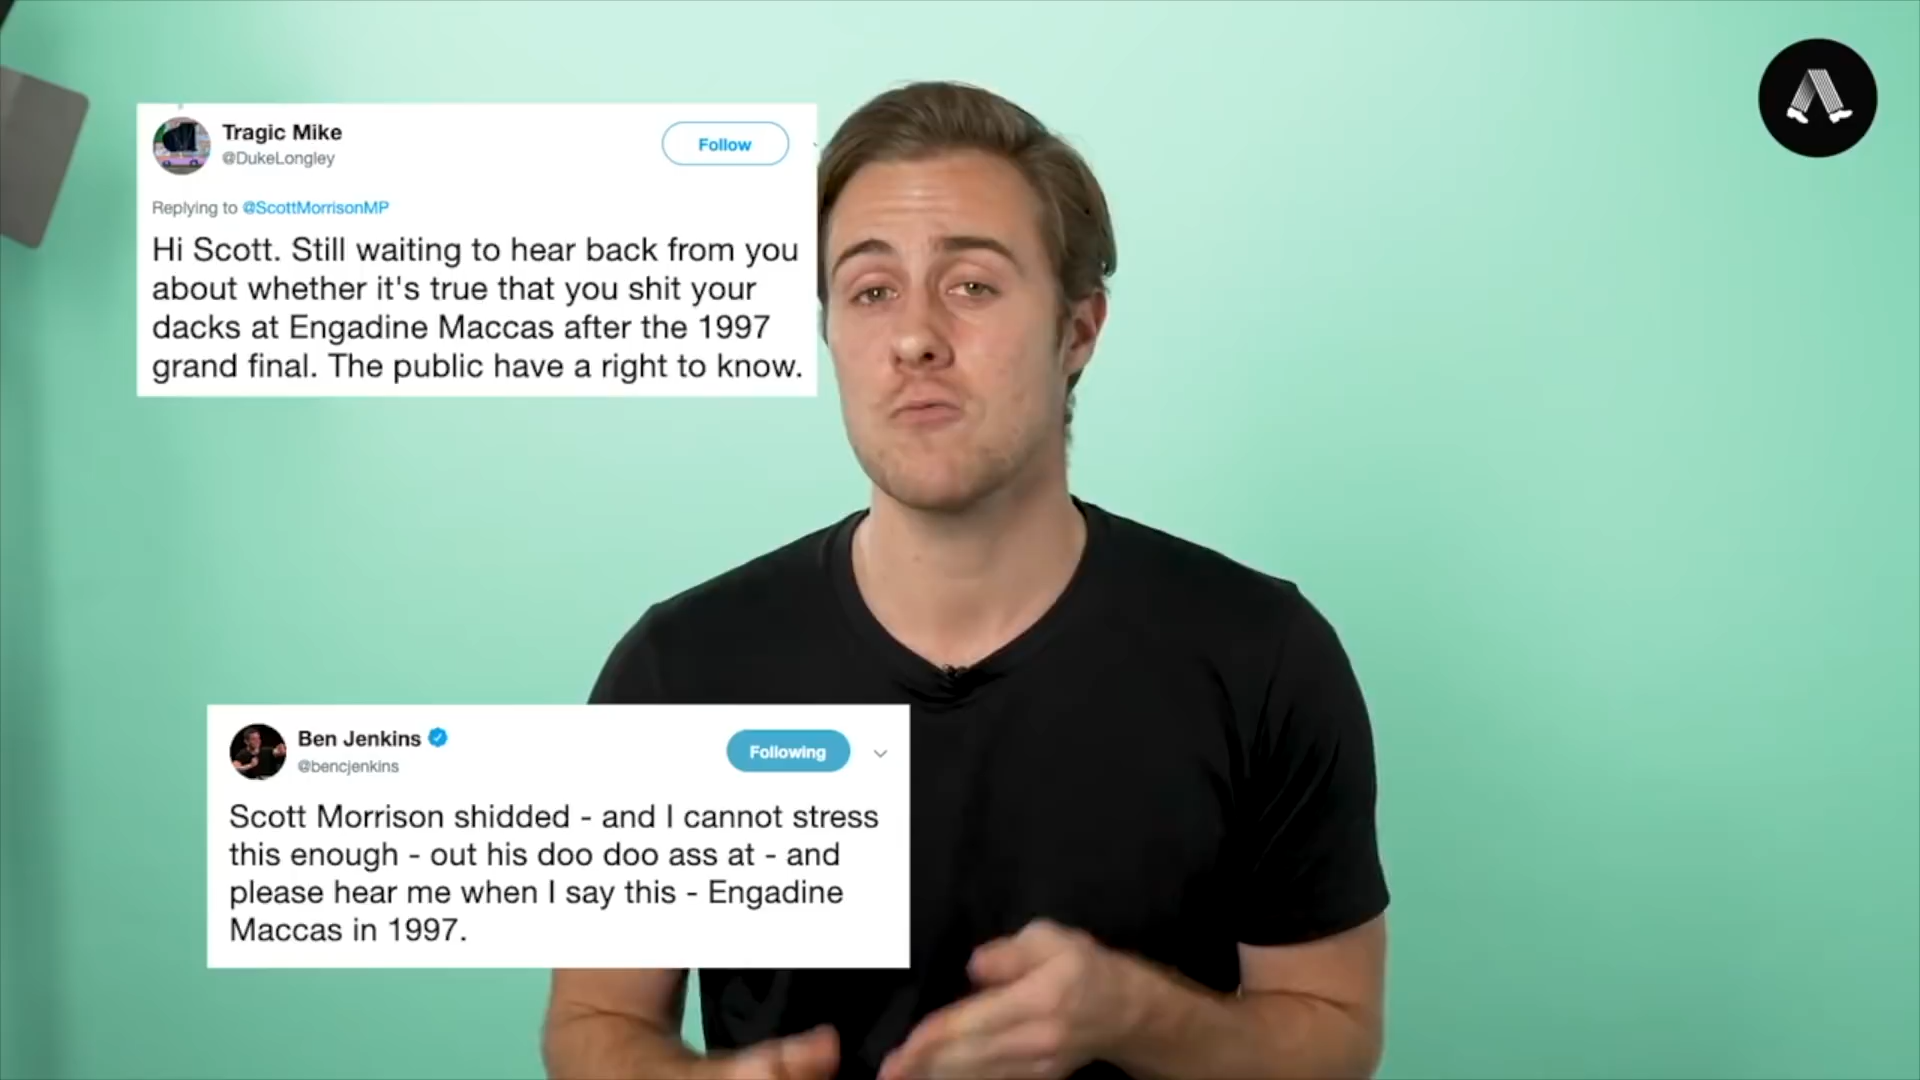 Tragic Mike
@DukeLongley
Follow
Replying to @ScottMorrisonMP
Hi Scott. Still waiting to hear back from you
about whether it's true that you shit your
dacks at Engadine Maccas after the 1997
grand final. The public have a right to know.
Ben Jenkins
@bencjenkins
Following
Scott Morrison shidded - and I cannot stress
this enough - out his doo doo ass at - and
please hear me when I say this - Engadine
Maccas in 1997.